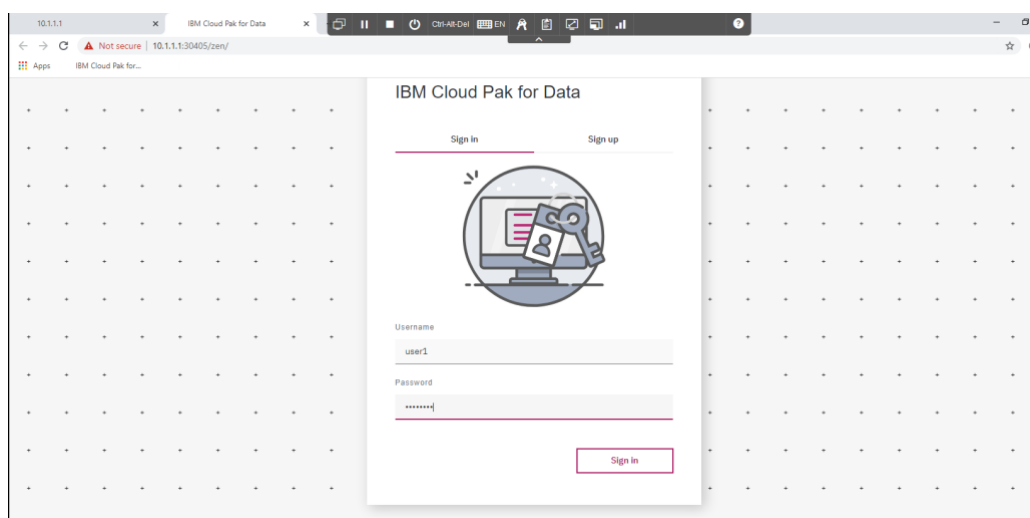 10.1.1.1 IBM Cloud Pak for Data Ctrl-Alt-Del EN
Not secure 10.1.1.1:30405/zen/
Apps IBM Cloud Pak for...
IBM Cloud Pak for Data
Sign in Sign up
Username
user1
Password
••••••••
Sign in